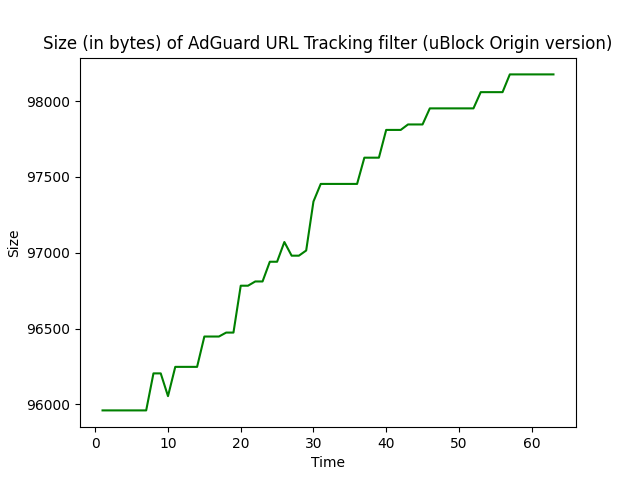 Size (in bytes) of AdGuard URL Tracking filter (uBlock Origin version)
98000
97500
97000
96500
96000
Size
0 10 20 30 40 50 60
Time